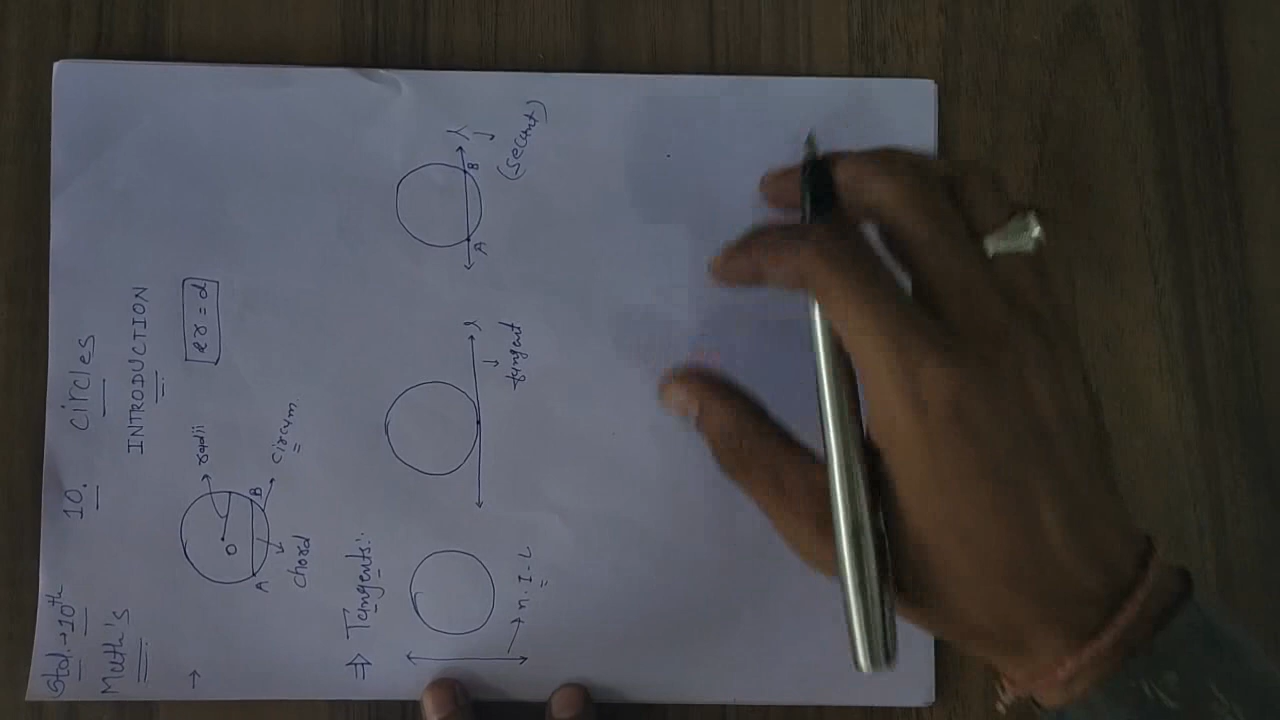 Std. → 10th 10. Circles
Math's INTRODUCTION
→ O radii 2r = d
A B circum.
chord
⇒ Tangents:
n. I. L
l
tangent
A B l
(secant)